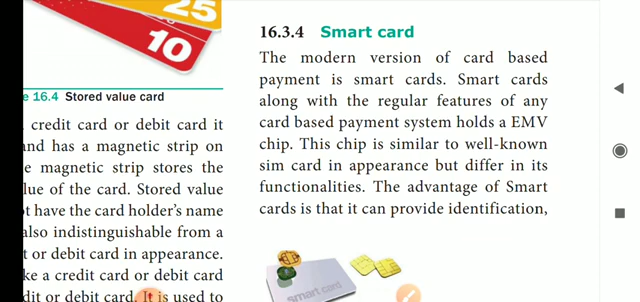 25
10
e 16.4 Stored value card
credit card or debit card it
and has a magnetic strip on
e magnetic strip stores the
lue of the card. Stored value
ot have the card holder's name
also indistinguishable from a
t or debit card in appearance.
ke a credit card or debit card
dit or debit card. It is used to
16.3.4 Smart card
The modern version of card based
payment is smart cards. Smart cards
along with the regular features of any
card based payment system holds a EMV
chip. This chip is similar to well-known
sim card in appearance but differ in its
functionalities. The advantage of Smart
cards is that it can provide identification,
smart card